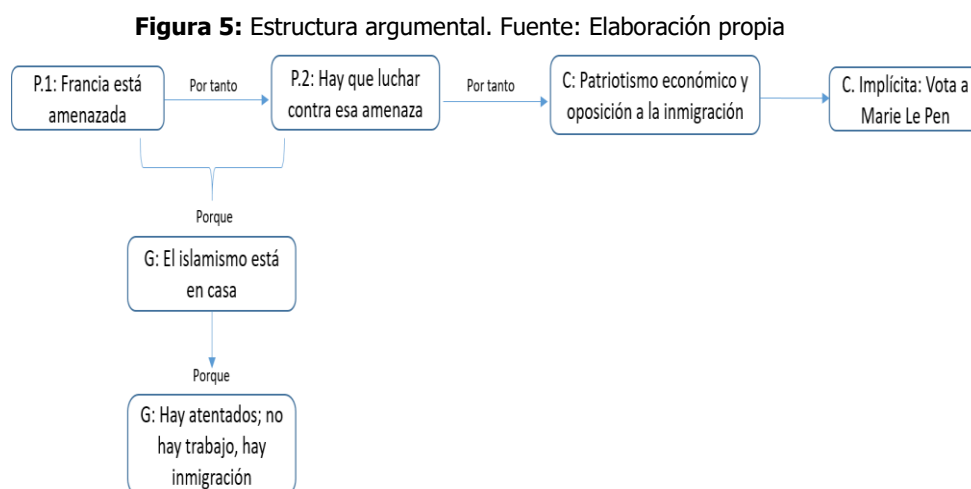 Figura 5: Estructura argumental. Fuente: Elaboración propia
P.1: Francia está
amenazada
Por tanto
P.2: Hay que luchar
contra esa amenaza
Por tanto
C: Patriotismo económico y
oposición a la inmigración
C. Implícita: Vota a
Marie Le Pen
Porque
G: El islamismo está
en casa
Porque
G: Hay atentados; no
hay trabajo, hay
inmigración